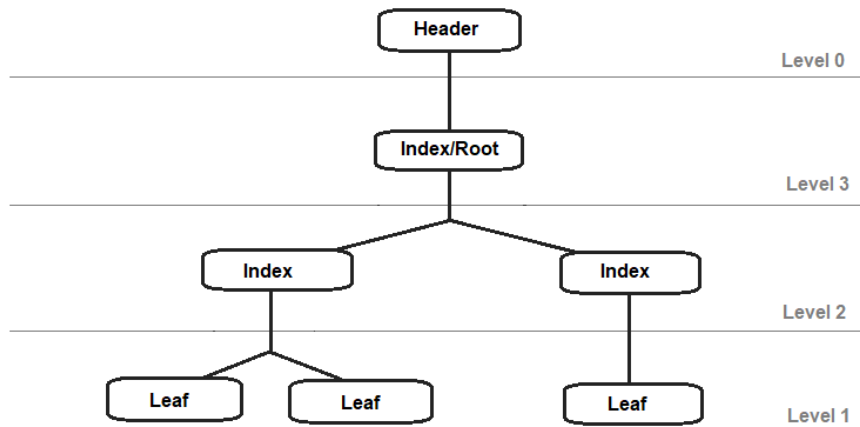 Header
Level 0
Index/Root
Level 3
Index
Index
Level 2
Leaf
Leaf
Leaf
Level 1